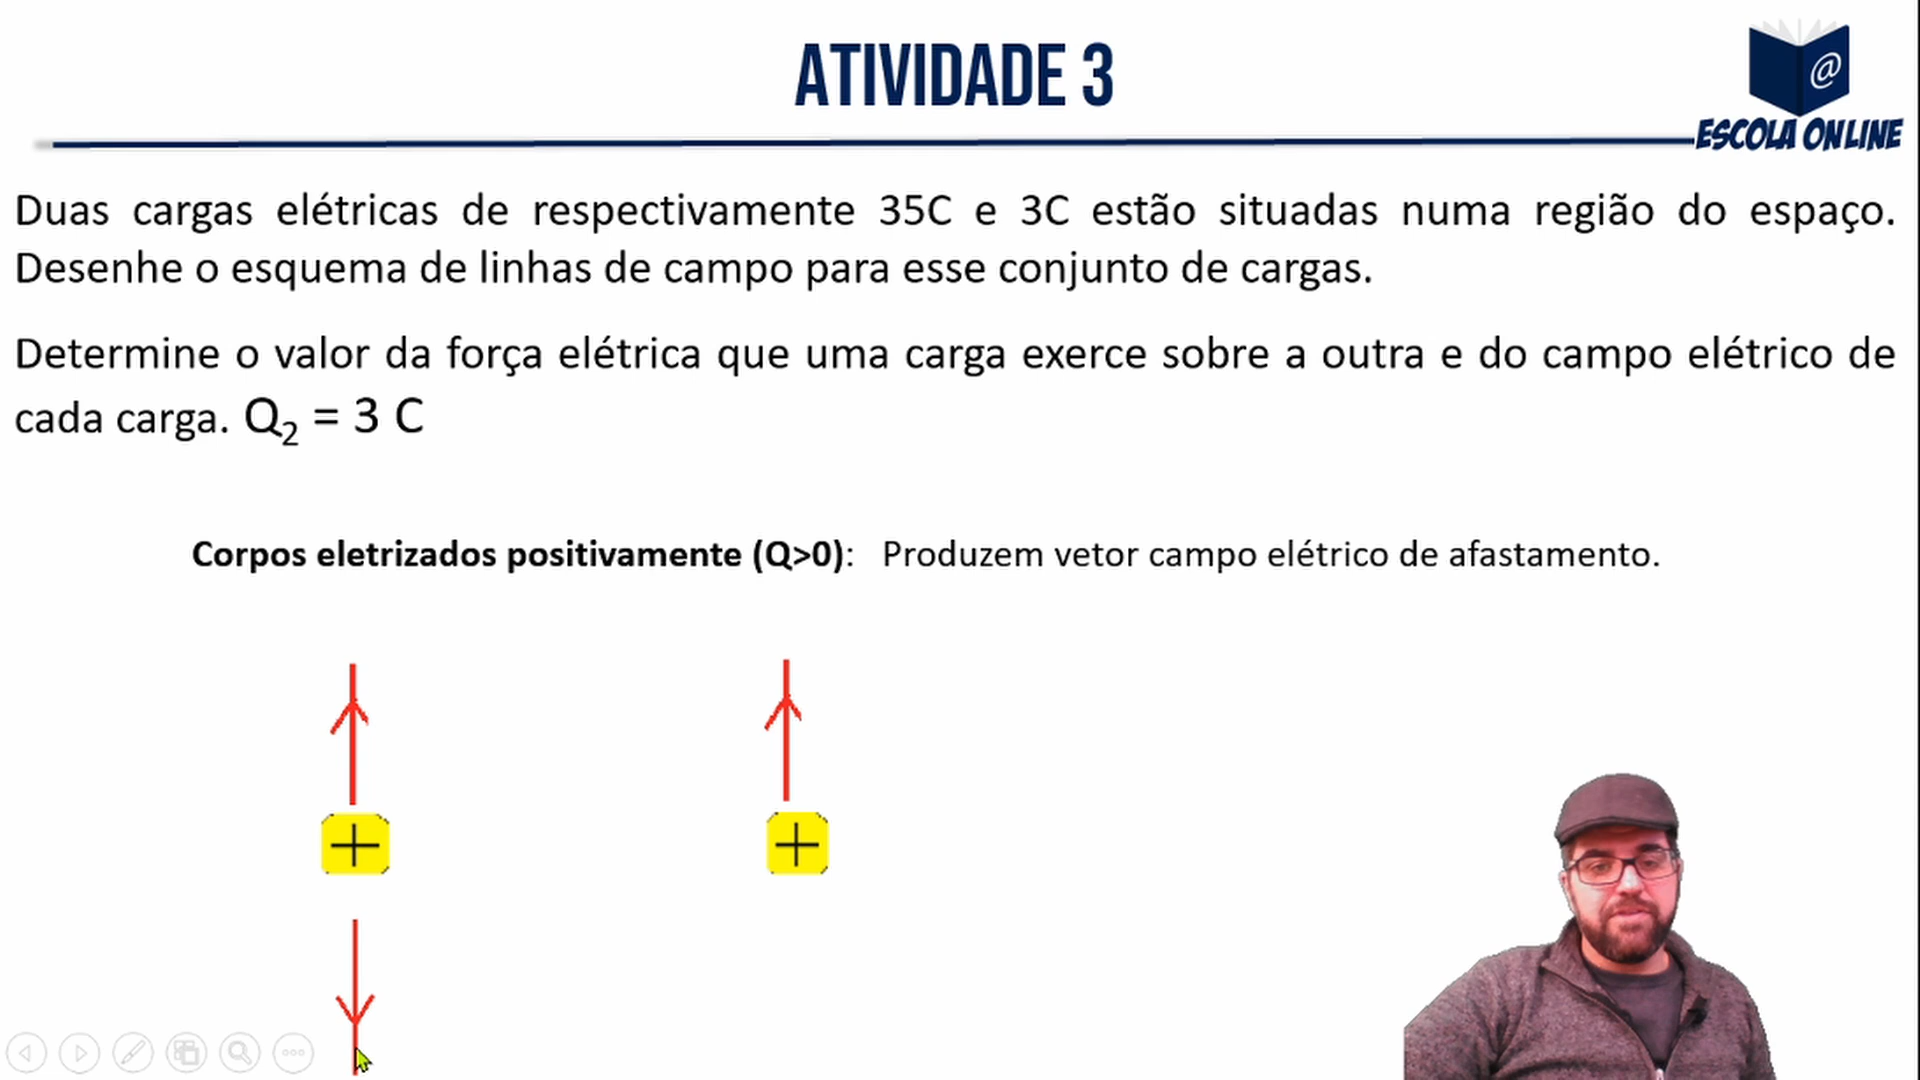 ATIVIDADE 3
@
ESCOLA ONLINE
Duas cargas elétricas de respectivamente 35C e 3C estão situadas numa região do espaço.
Desenhe o esquema de linhas de campo para esse conjunto de cargas.
Determine o valor da força elétrica que uma carga exerce sobre a outra e do campo elétrico de
cada carga. Q₂ = 3 C
Corpos eletrizados positivamente (Q>0): Produzem vetor campo elétrico de afastamento.
+ +